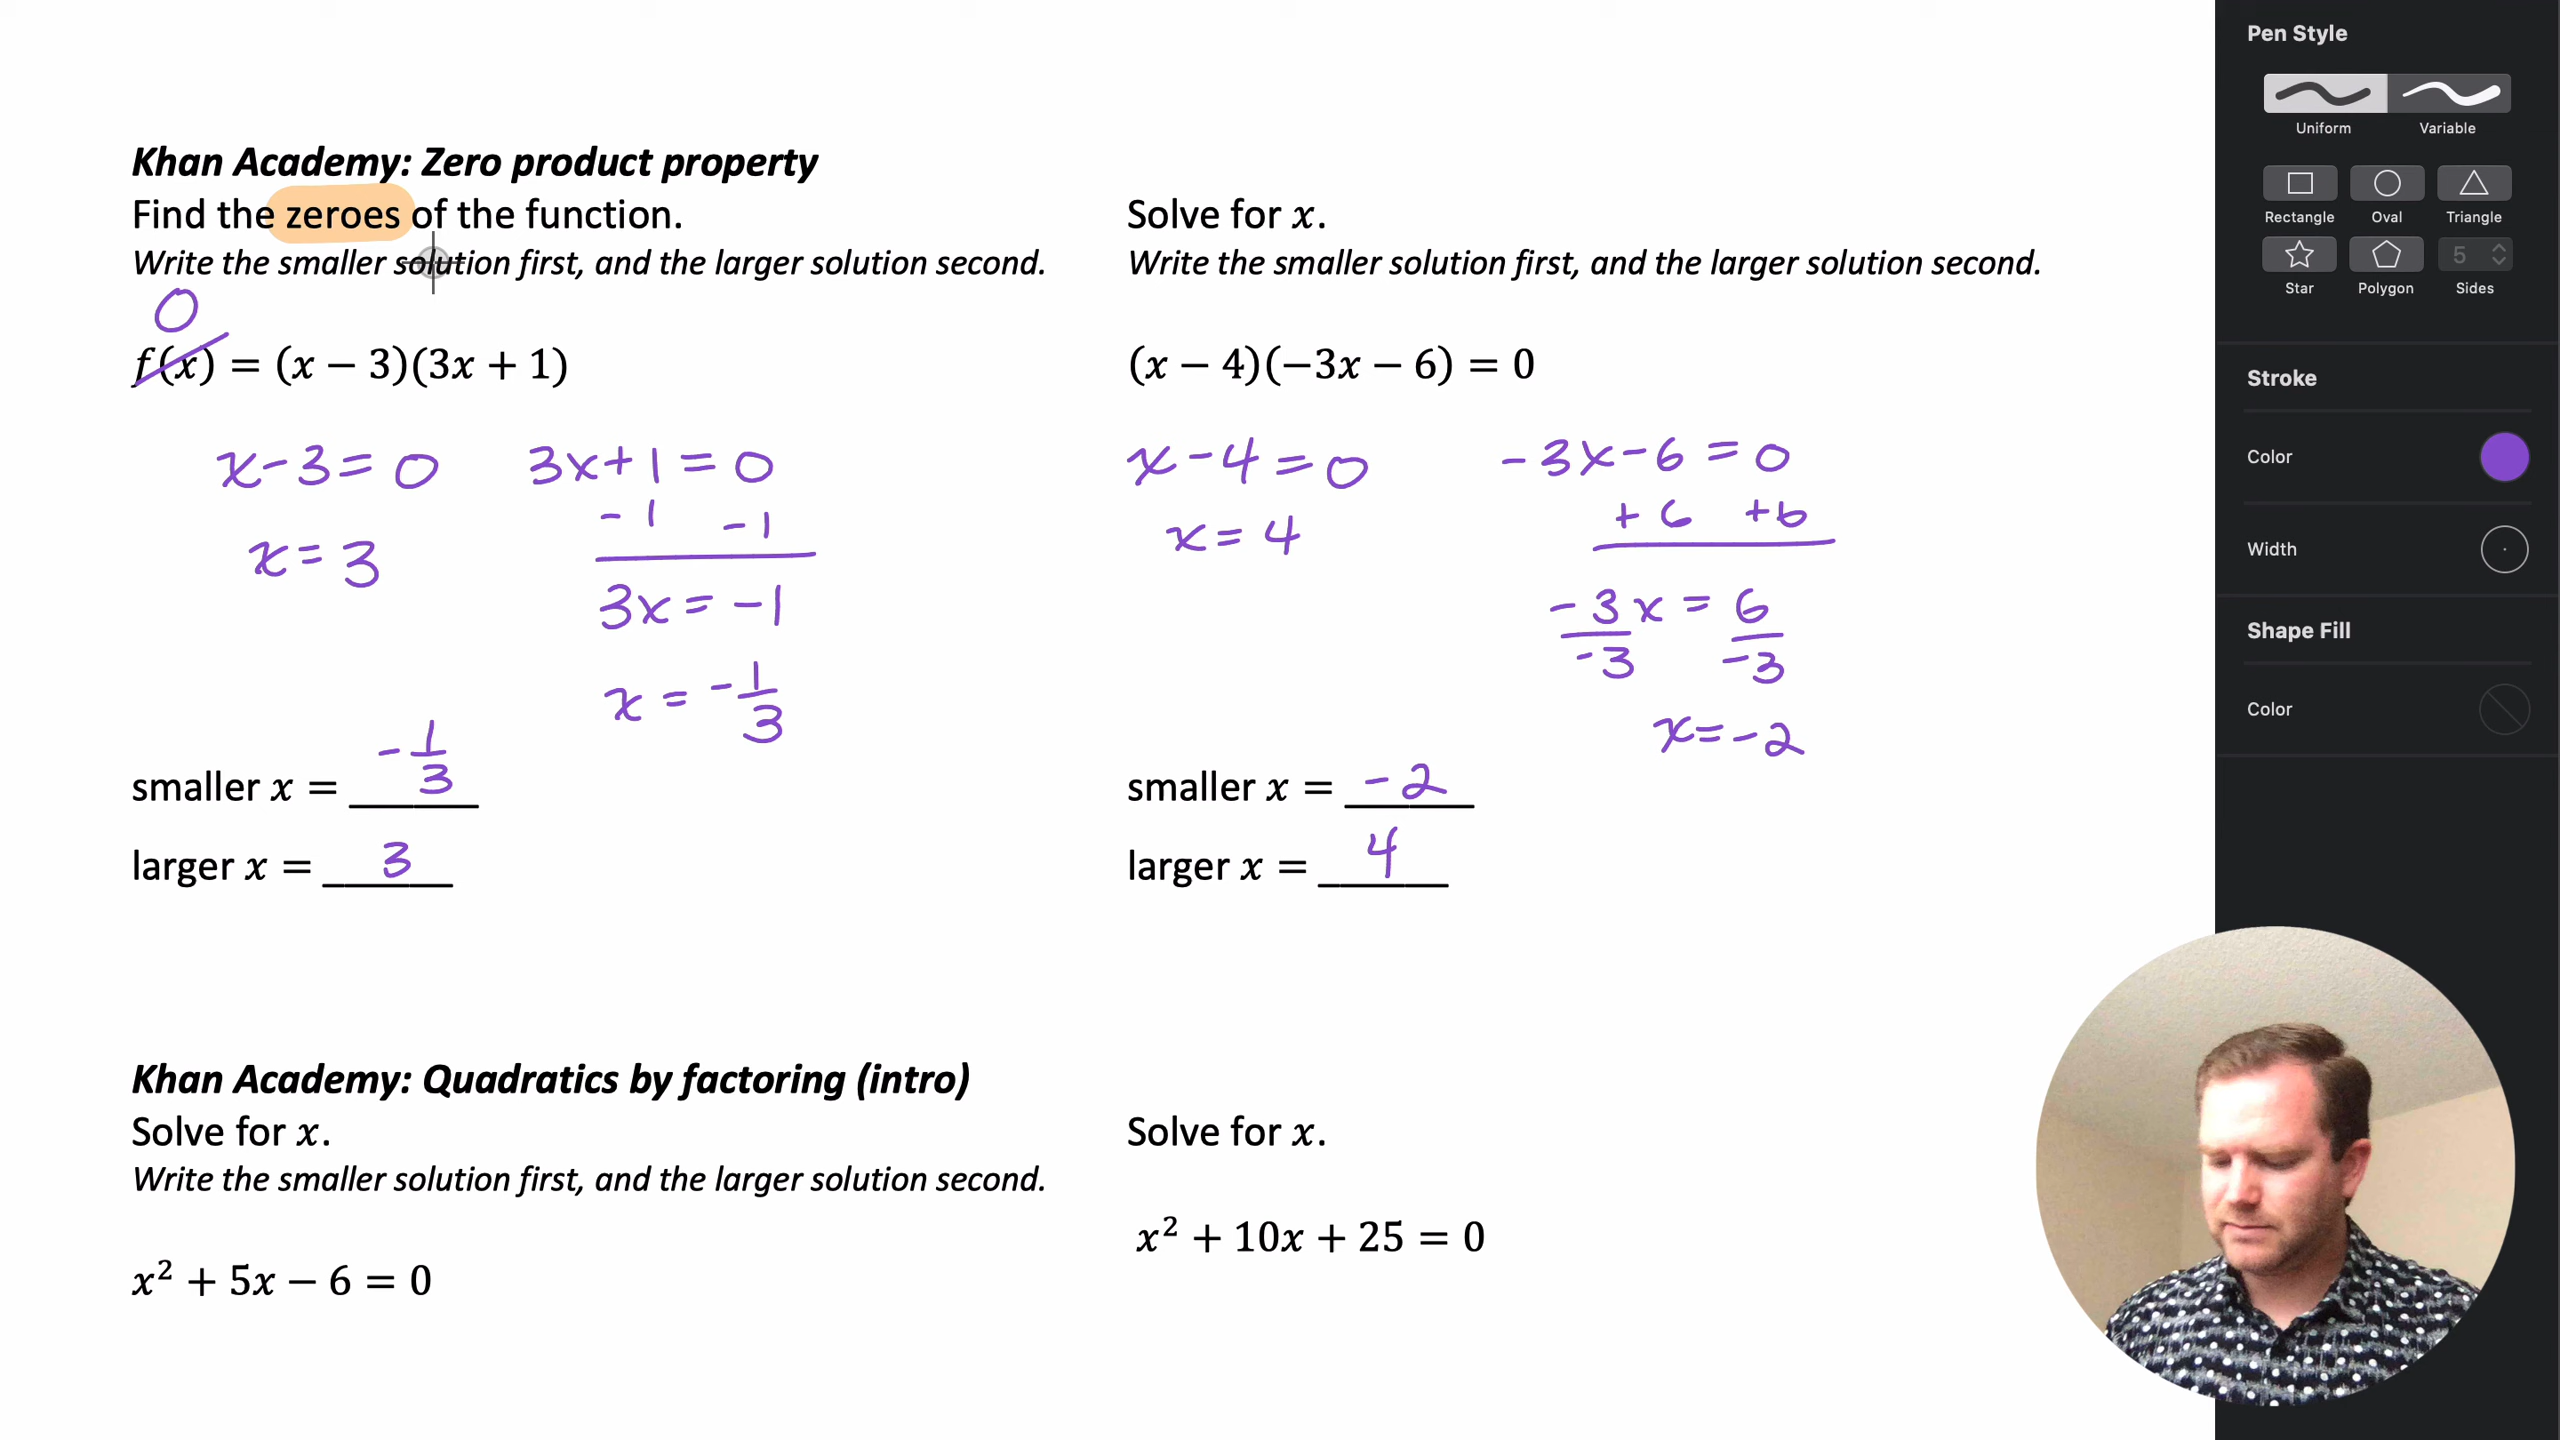 Khan Academy: Zero product property
Find the zeroes of the function.
Write the smaller solution first, and the larger solution second.
0
f(x) = (x − 3)(3x + 1)
x-3=0
3x+1=0
-1 -1
x=3
3x=-1
x = -1/3
smaller x = -1/3
larger x = 3
Solve for x.
Write the smaller solution first, and the larger solution second.
(x − 4)(−3x − 6) = 0
x-4=0
-3x-6=0
+6 +6
x=4
-3x = 6
-3 -3
x=-2
smaller x = -2
larger x = 4
Khan Academy: Quadratics by factoring (intro)
Solve for x.
Write the smaller solution first, and the larger solution second.
x² + 5x − 6 = 0
Solve for x.
x² + 10x + 25 = 0
Pen Style
Uniform Variable
Rectangle Oval Triangle
5
Star Polygon Sides
Stroke
Color
Width
Shape Fill
Color